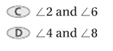 C ∠2 and ∠6
D ∠4 and ∠8